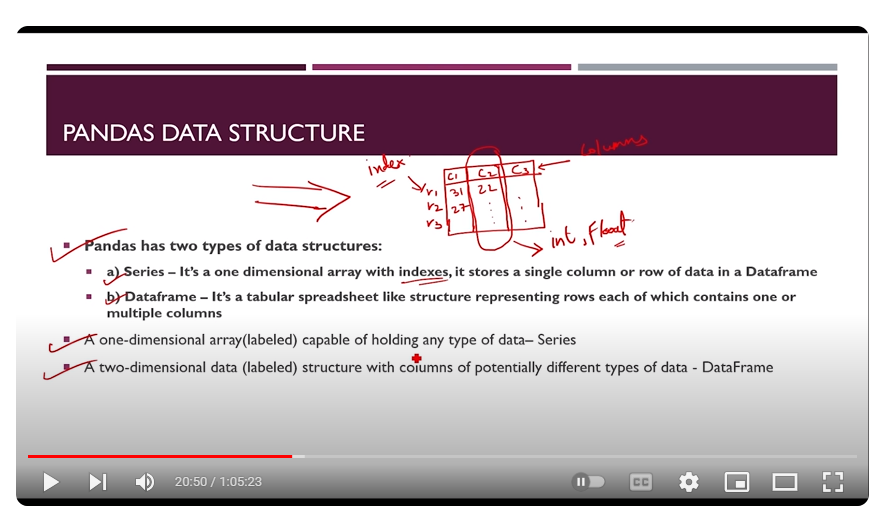 PANDAS DATA STRUCTURE
index
columns
C1 C2 C3
r1 31 22
r2 27
r3
int, Float
Pandas has two types of data structures:
a) Series – It's a one dimensional array with indexes, it stores a single column or row of data in a Dataframe
b) Dataframe – It's a tabular spreadsheet like structure representing rows each of which contains one or
multiple columns
A one-dimensional array(labeled) capable of holding any type of data– Series
A two-dimensional data (labeled) structure with columns of potentially different types of data - DataFrame
20:50 / 1:05:23
CC